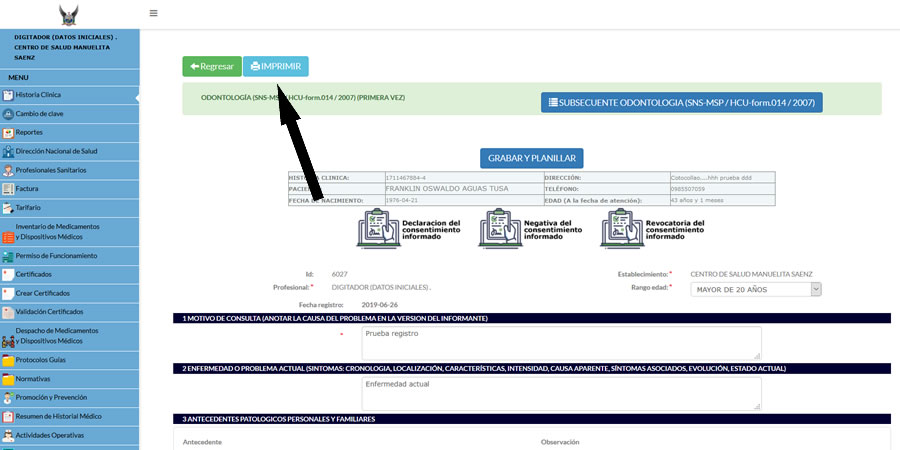 DIGITADOR (DATOS INICIALES) .
CENTRO DE SALUD MANUELITA
SAENZ
MENU
Historia Clínica
Cambio de clave
Reportes
Dirección Nacional de Salud
Profesionales Sanitarios
Factura
Tarifario
Inventario de Medicamentos
y Dispositivos Médicos
Permiso de Funcionamiento
Certificados
Crear Certificados
Validación Certificados
Despacho de Medicamentos
y Dispositivos Médicos
Protocolos Guías
Normativas
Promoción y Prevención
Resumen de Historial Médico
Actividades Operativas
Regresar IMPRIMIR
ODONTOLOGÍA (SNS-MSP HCU-form.014 / 2007) (PRIMERA VEZ)
SUBSECUENTE ODONTOLOGIA (SNS-MSP / HCU-form.014 / 2007)
GRABAR Y PLANILLAR
CLINICA: 1711467884-4 DIRECCIÓN: Cotocollao....hhh prueba ddd
FRANKLIN OSWALDO AGUAS TUSA TELÉFONO: 0985507059
FECHA NACIMIENTO: 1976-04-21 EDAD (A la fecha de atención): 43 años y 1 meses
Declaracion del
consentimiento
informado
Negativa del
consentimiento
informado
Revocatoria del
consentimiento
informado
Id: 6027 Establecimiento: * CENTRO DE SALUD MANUELITA SAENZ
Profesional: * DIGITADOR (DATOS INICIALES) . Rango edad: * MAYOR DE 20 AÑOS
Fecha registro: 2019-06-26
1 MOTIVO DE CONSULTA (ANOTAR LA CAUSA DEL PROBLEMA EN LA VERSION DEL INFORMANTE)
* Prueba registro
2 ENFERMEDAD O PROBLEMA ACTUAL (SINTOMAS: CRONOLOGIA, LOCALIZACIÓN, CARACTERÍSTICAS, INTENSIDAD, CAUSA APARENTE, SÍNTOMAS ASOCIADOS, EVOLUCIÓN, ESTADO ACTUAL)
Enfermedad actual
3 ANTECEDENTES PATOLOGICOS PERSONALES Y FAMILIARES
Antecedente Observación